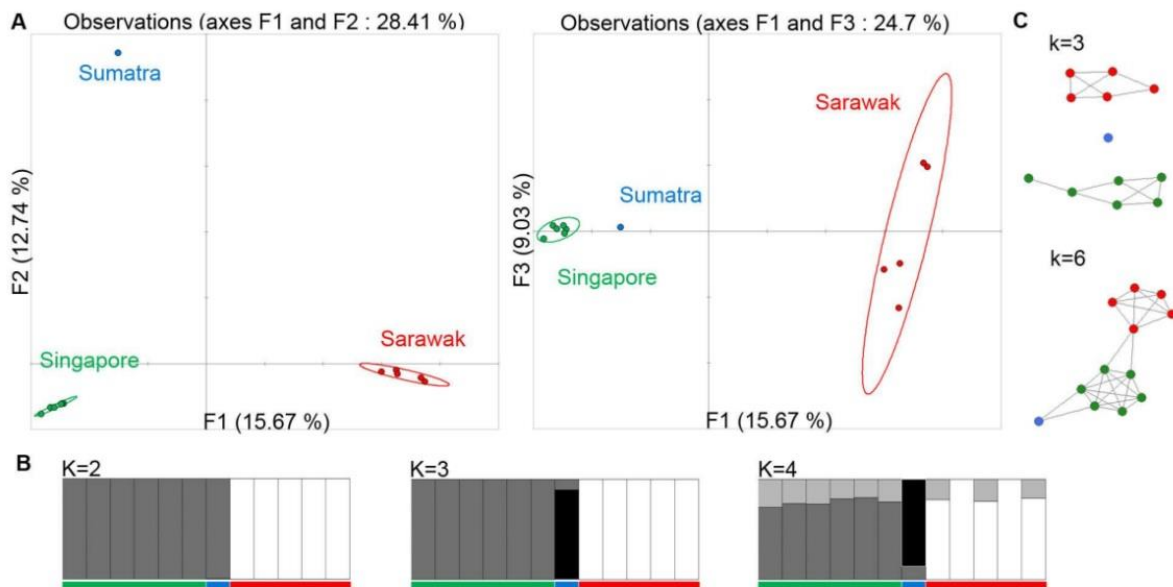 A
Observations (axes F1 and F2 : 28.41 %)
Sumatra
Singapore
Sarawak
F2 (12.74 %)
F1 (15.67 %)
Observations (axes F1 and F3 : 24.7 %)
Sarawak
Sumatra
Singapore
F3 (9.03 %)
F1 (15.67 %)
C
k=3
k=6
B
K=2
K=3
K=4